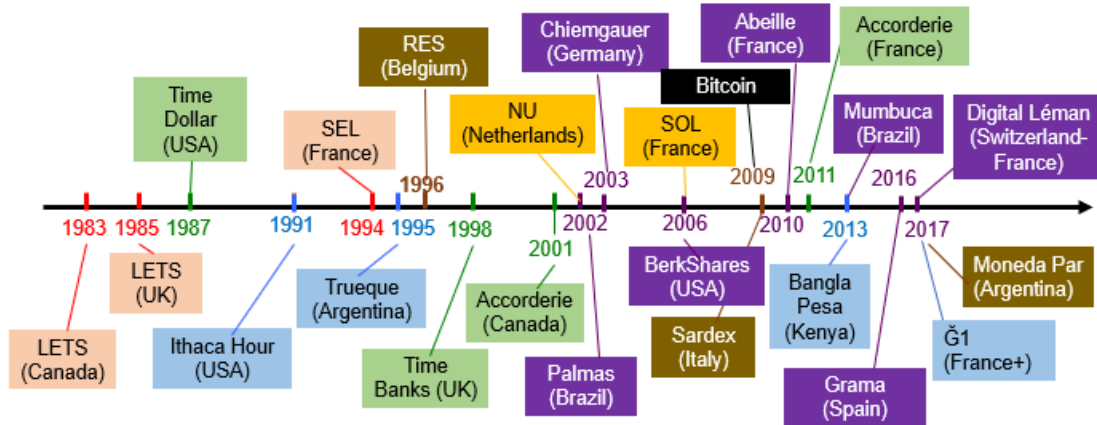 Time
Dollar
(USA)
SEL
(France)
RES
(Belgium)
NU
(Netherlands)
Chiemgauer
(Germany)
SOL
(France)
Bitcoin
Abeille
(France)
Accorderie
(France)
Mumbuca
(Brazil)
Digital Léman
(Switzerland-
France)
1996
2003
2009
2011
2016
1983
1985
1987
1991
1994
1995
1998
2001
2002
2006
2010
2013
2017
LETS
(Canada)
LETS
(UK)
Ithaca Hour
(USA)
Trueque
(Argentina)
Time
Banks (UK)
Accorderie
(Canada)
Palmas
(Brazil)
BerkShares
(USA)
Sardex
(Italy)
Bangla
Pesa
(Kenya)
Grama
(Spain)
Moneda Par
(Argentina)
Ğ1
(France+)